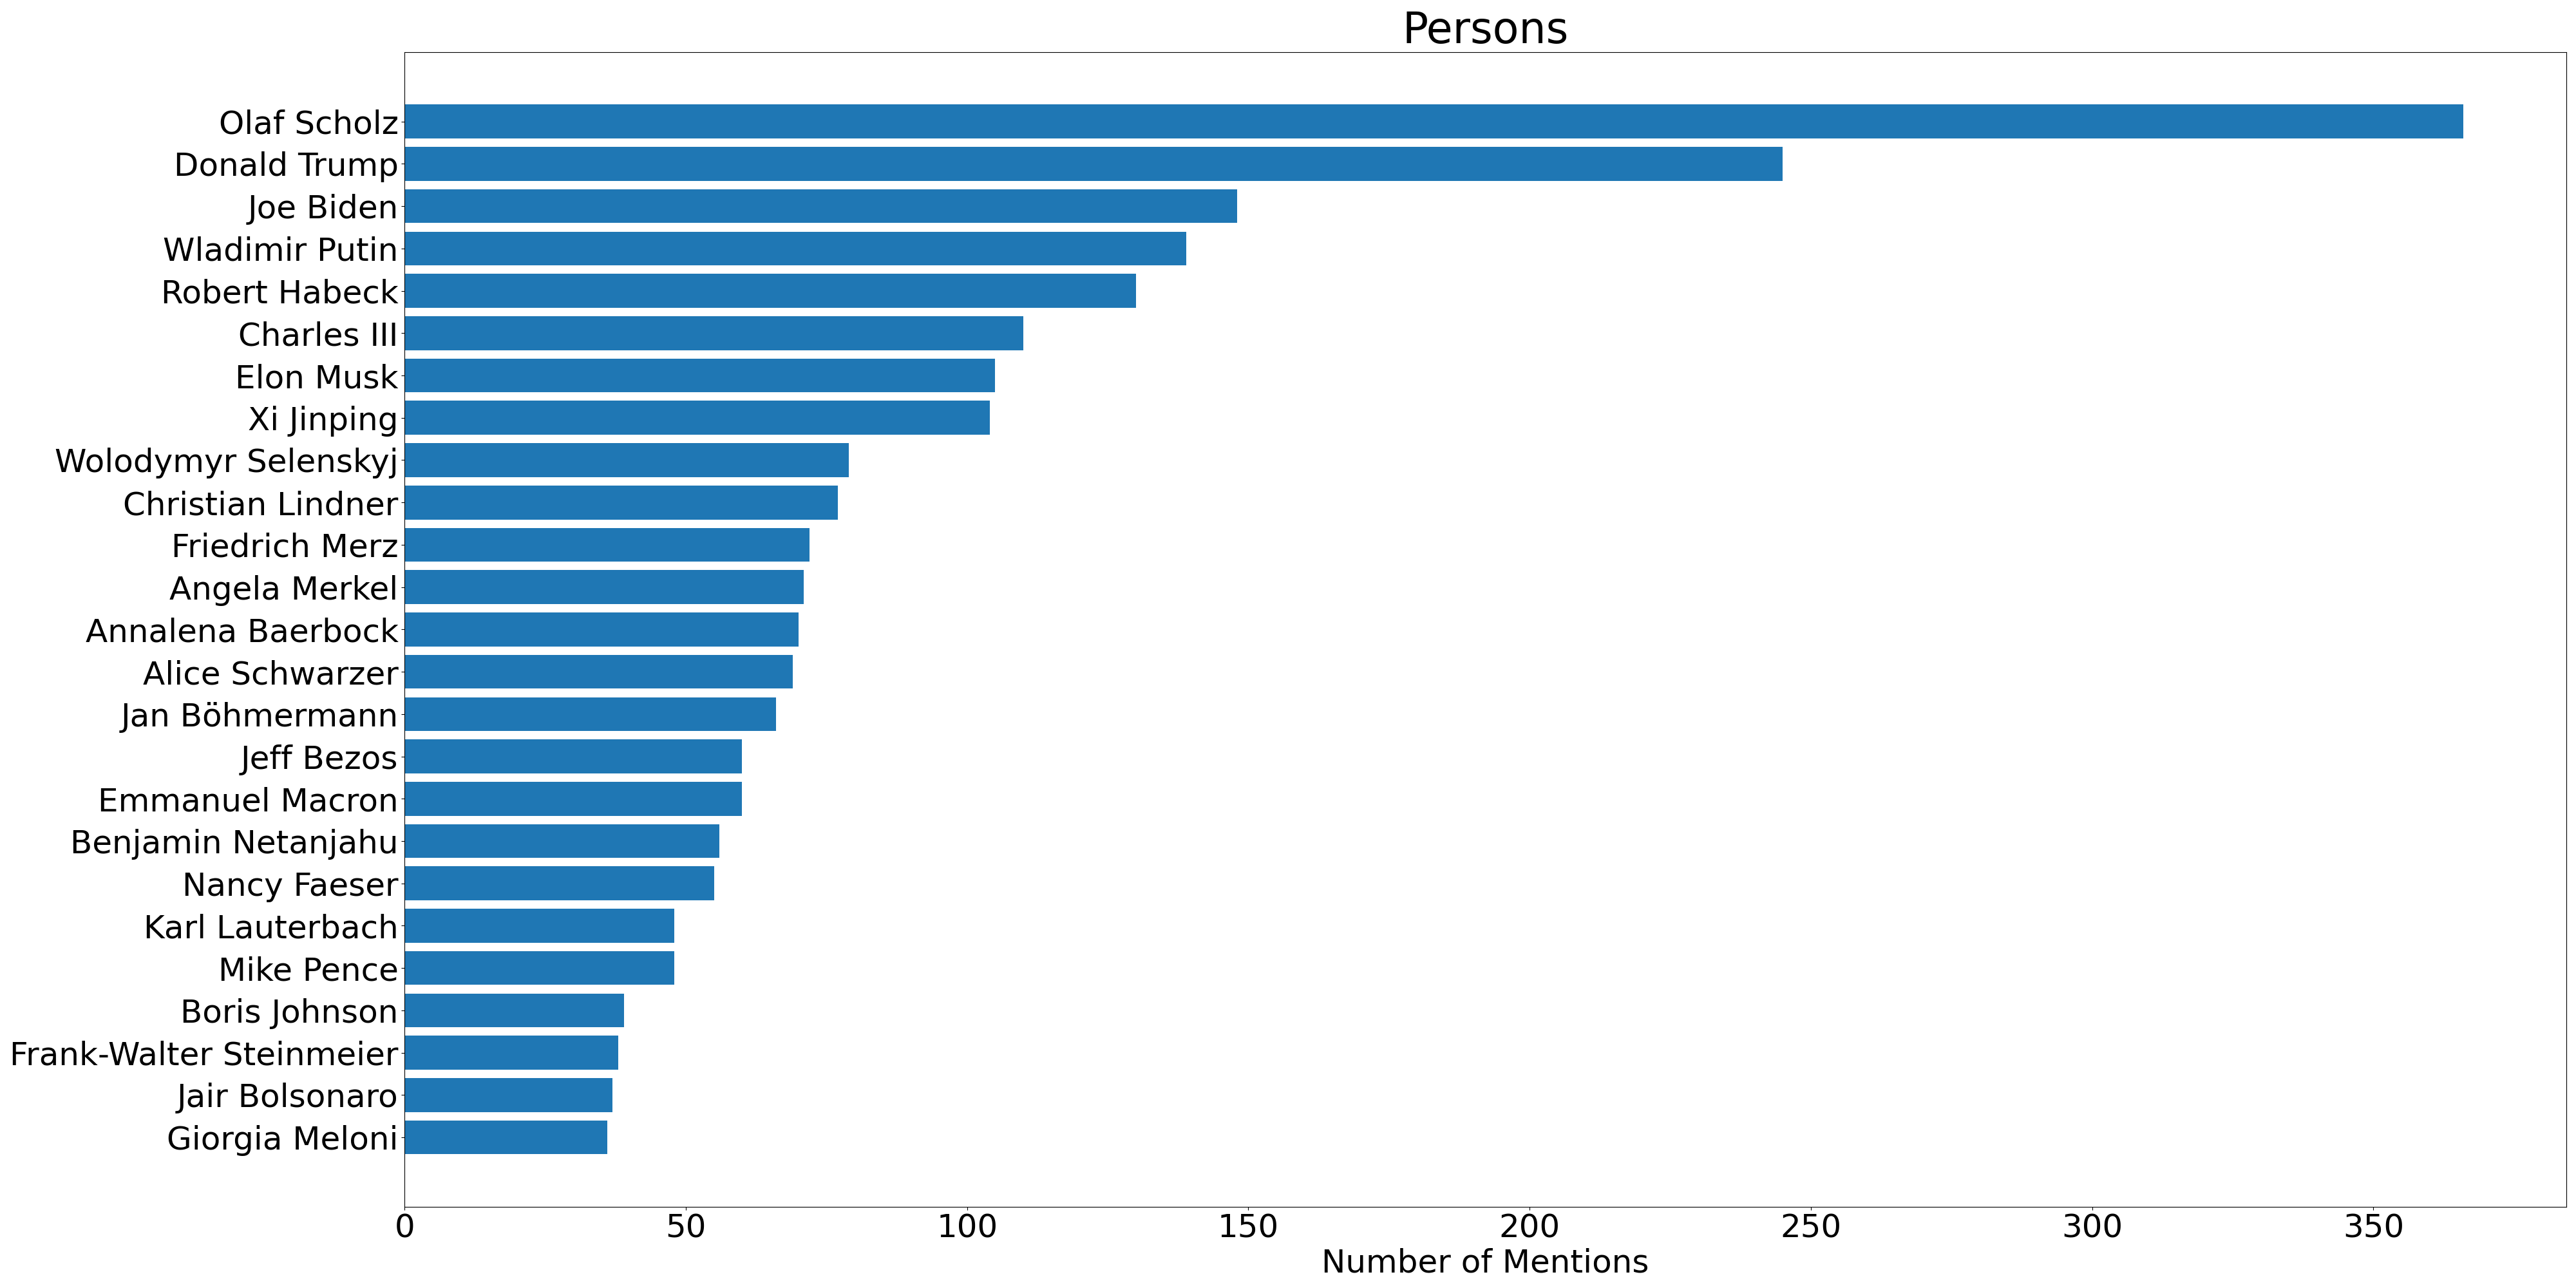 Persons
Olaf Scholz
Donald Trump
Joe Biden
Wladimir Putin
Robert Habeck
Charles III
Elon Musk
Xi Jinping
Wolodymyr Selenskyj
Christian Lindner
Friedrich Merz
Angela Merkel
Annalena Baerbock
Alice Schwarzer
Jan Böhmermann
Jeff Bezos
Emmanuel Macron
Benjamin Netanjahu
Nancy Faeser
Karl Lauterbach
Mike Pence
Boris Johnson
Frank-Walter Steinmeier
Jair Bolsonaro
Giorgia Meloni
0 50 100 150 200 250 300 350
Number of Mentions